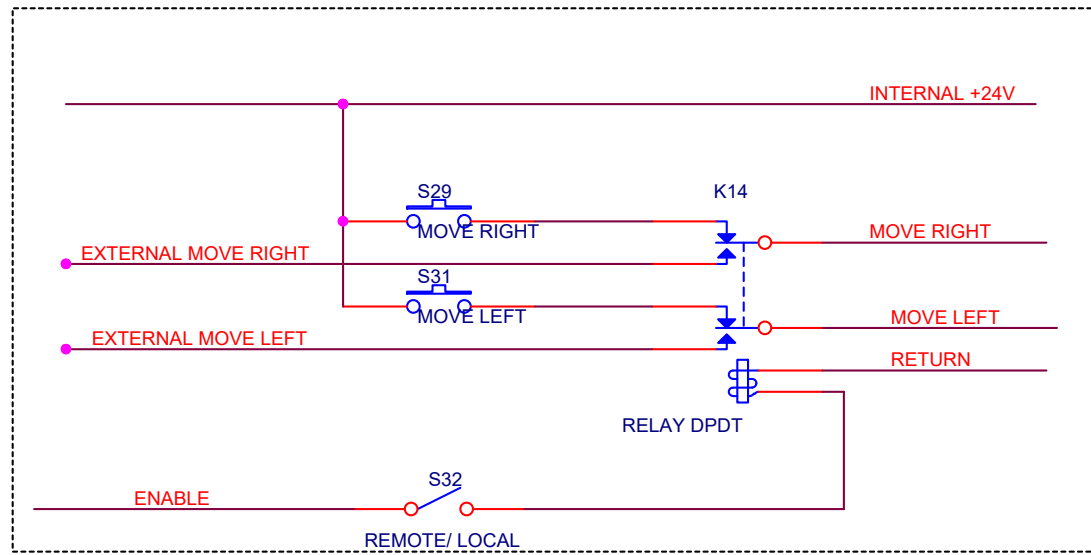 INTERNAL +24V
S29
K14
MOVE RIGHT
MOVE RIGHT
EXTERNAL MOVE RIGHT
S31
MOVE LEFT
MOVE LEFT
EXTERNAL MOVE LEFT
RETURN
RELAY DPDT
S32
ENABLE
REMOTE/ LOCAL